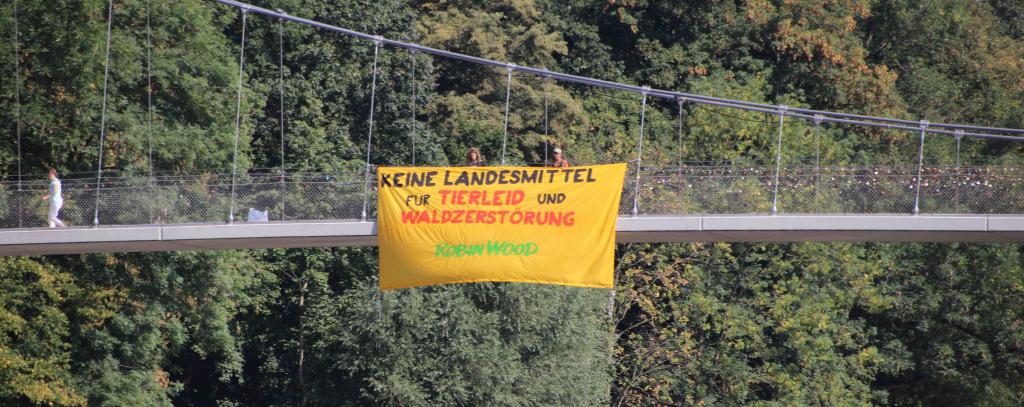 KEINE LANDESMITTEL
FÜR TIERLEID UND
WALDZERSTÖRUNG
ROBIN WOOD